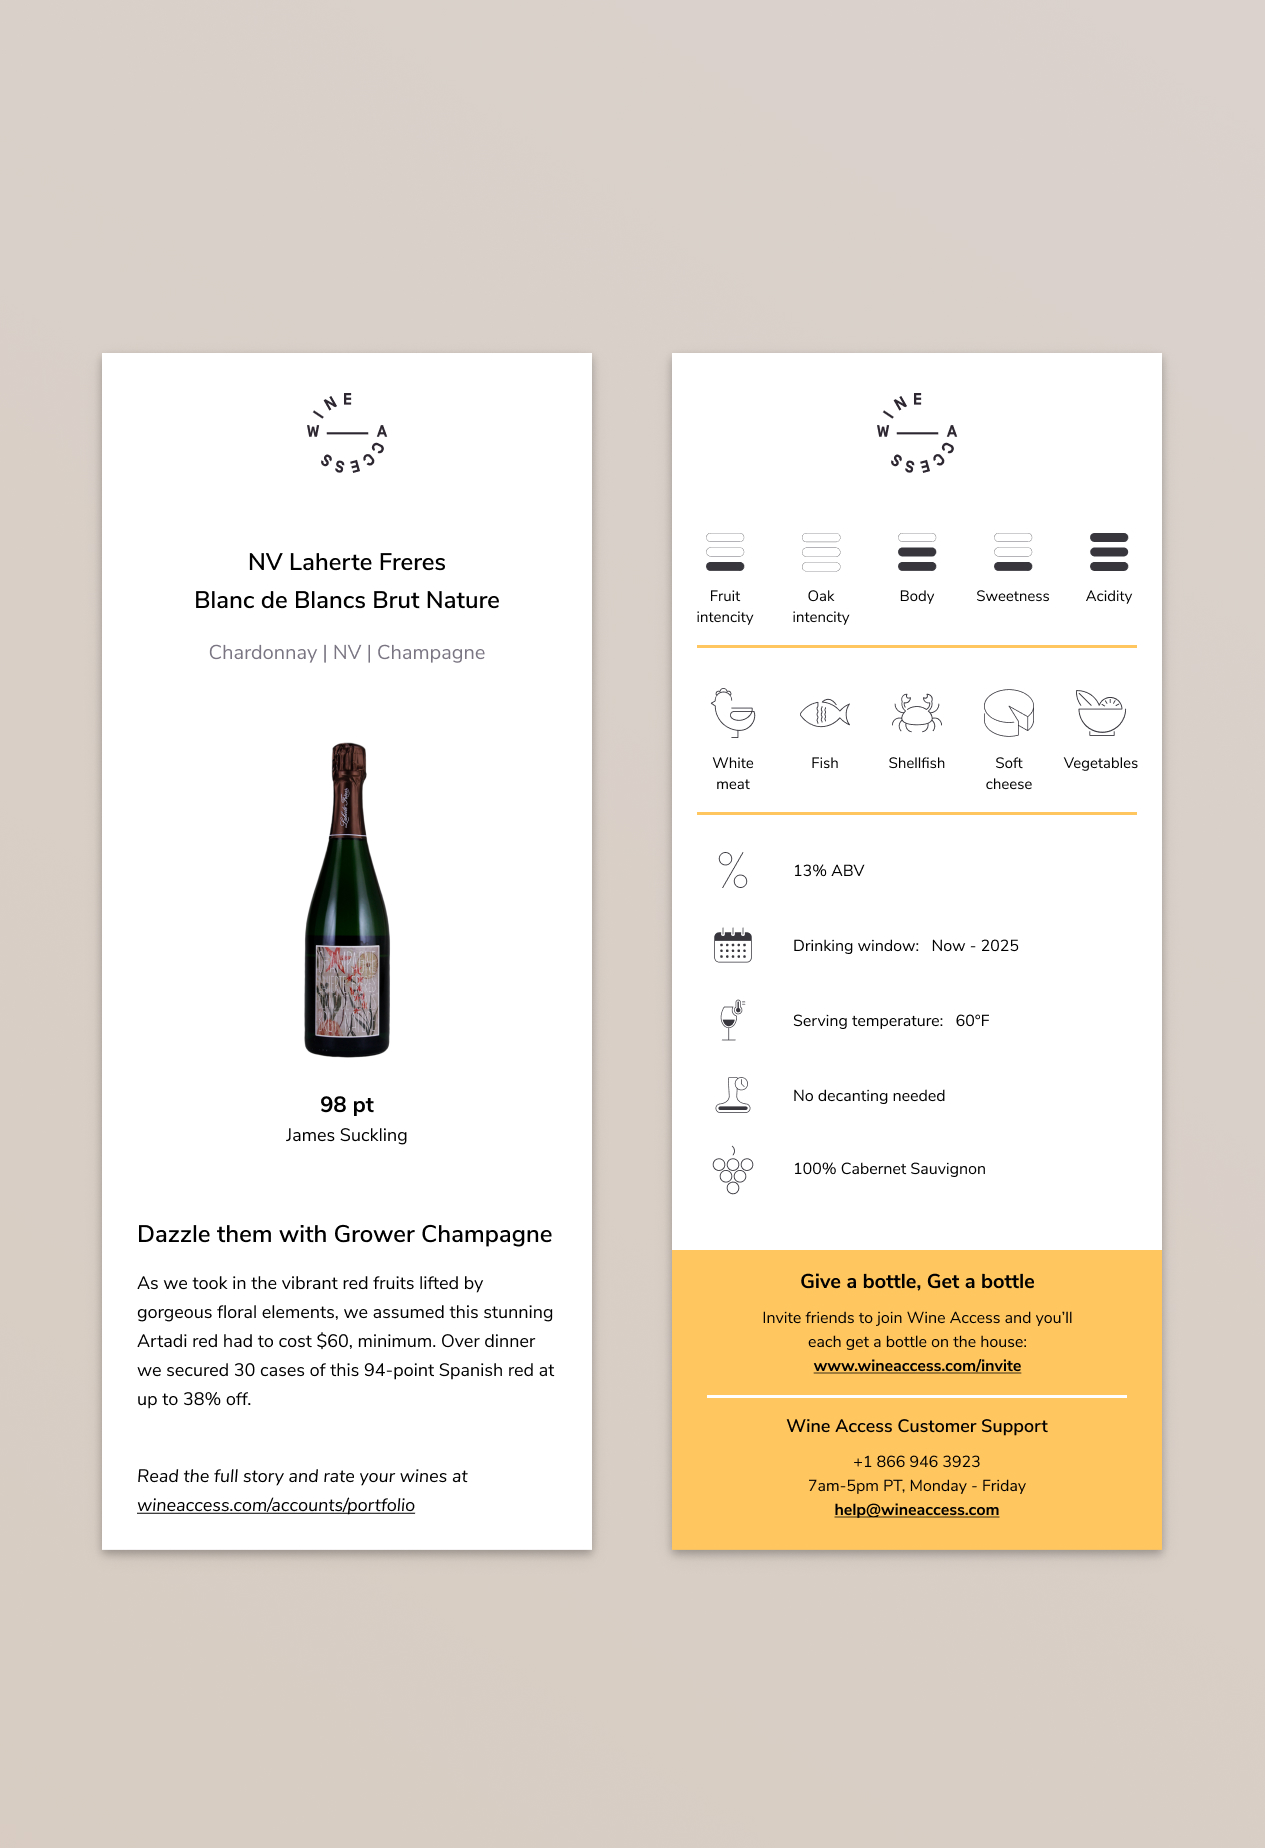 WINE
ACCESS
NV Laherte Freres
Blanc de Blancs Brut Nature
Chardonnay | NV | Champagne
98 pt
James Suckling
Dazzle them with Grower Champagne
As we took in the vibrant red fruits lifted by
gorgeous floral elements, we assumed this stunning
Artadi red had to cost $60, minimum. Over dinner
we secured 30 cases of this 94-point Spanish red at
up to 38% off.
Read the full story and rate your wines at
wineaccess.com/accounts/portfolio
WINE
ACCESS
Fruit
intencity
Oak
intencity
Body
Sweetness
Acidity
White
meat
Fish
Shellfish
Soft
cheese
Vegetables
13% ABV
Drinking window: Now - 2025
Serving temperature: 60°F
No decanting needed
100% Cabernet Sauvignon
Give a bottle, Get a bottle
Invite friends to join Wine Access and you'll
each get a bottle on the house:
www.wineaccess.com/invite
Wine Access Customer Support
+1 866 946 3923
7am-5pm PT, Monday - Friday
help@wineaccess.com